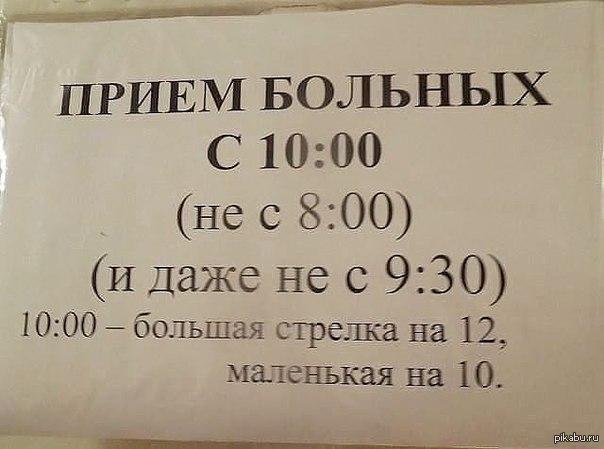 ПРИЕМ БОЛЬНЫХ
С 10:00
(не с 8:00)
(и даже не с 9:30)
10:00 – большая стрелка на 12,
маленькая на 10.
pikabu.ru